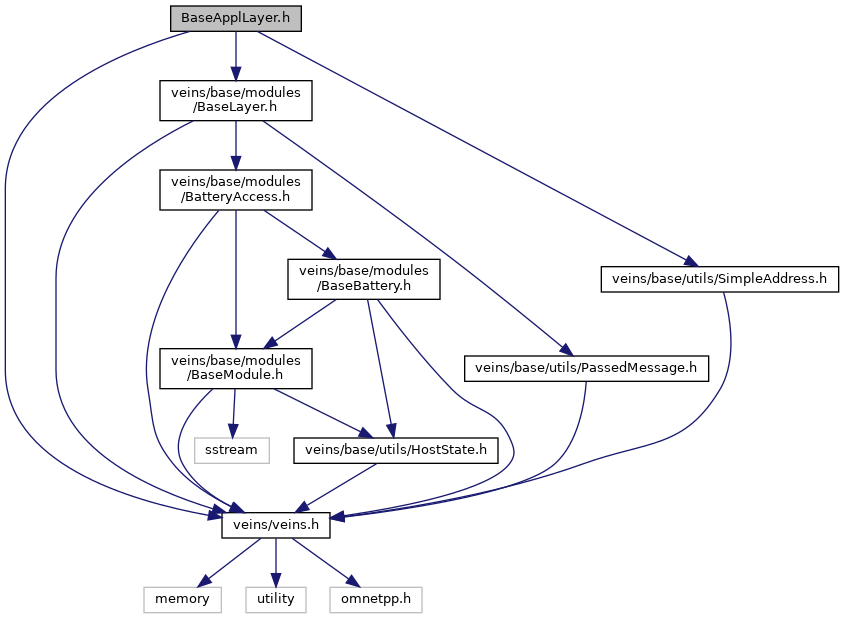 BaseApplLayer.h
veins/base/modules
/BaseLayer.h
veins/base/modules
/BatteryAccess.h
veins/base/modules
/BaseBattery.h
veins/base/utils/SimpleAddress.h
veins/base/modules
/BaseModule.h
veins/base/utils/PassedMessage.h
sstream
veins/base/utils/HostState.h
veins/veins.h
memory
utility
omnetpp.h